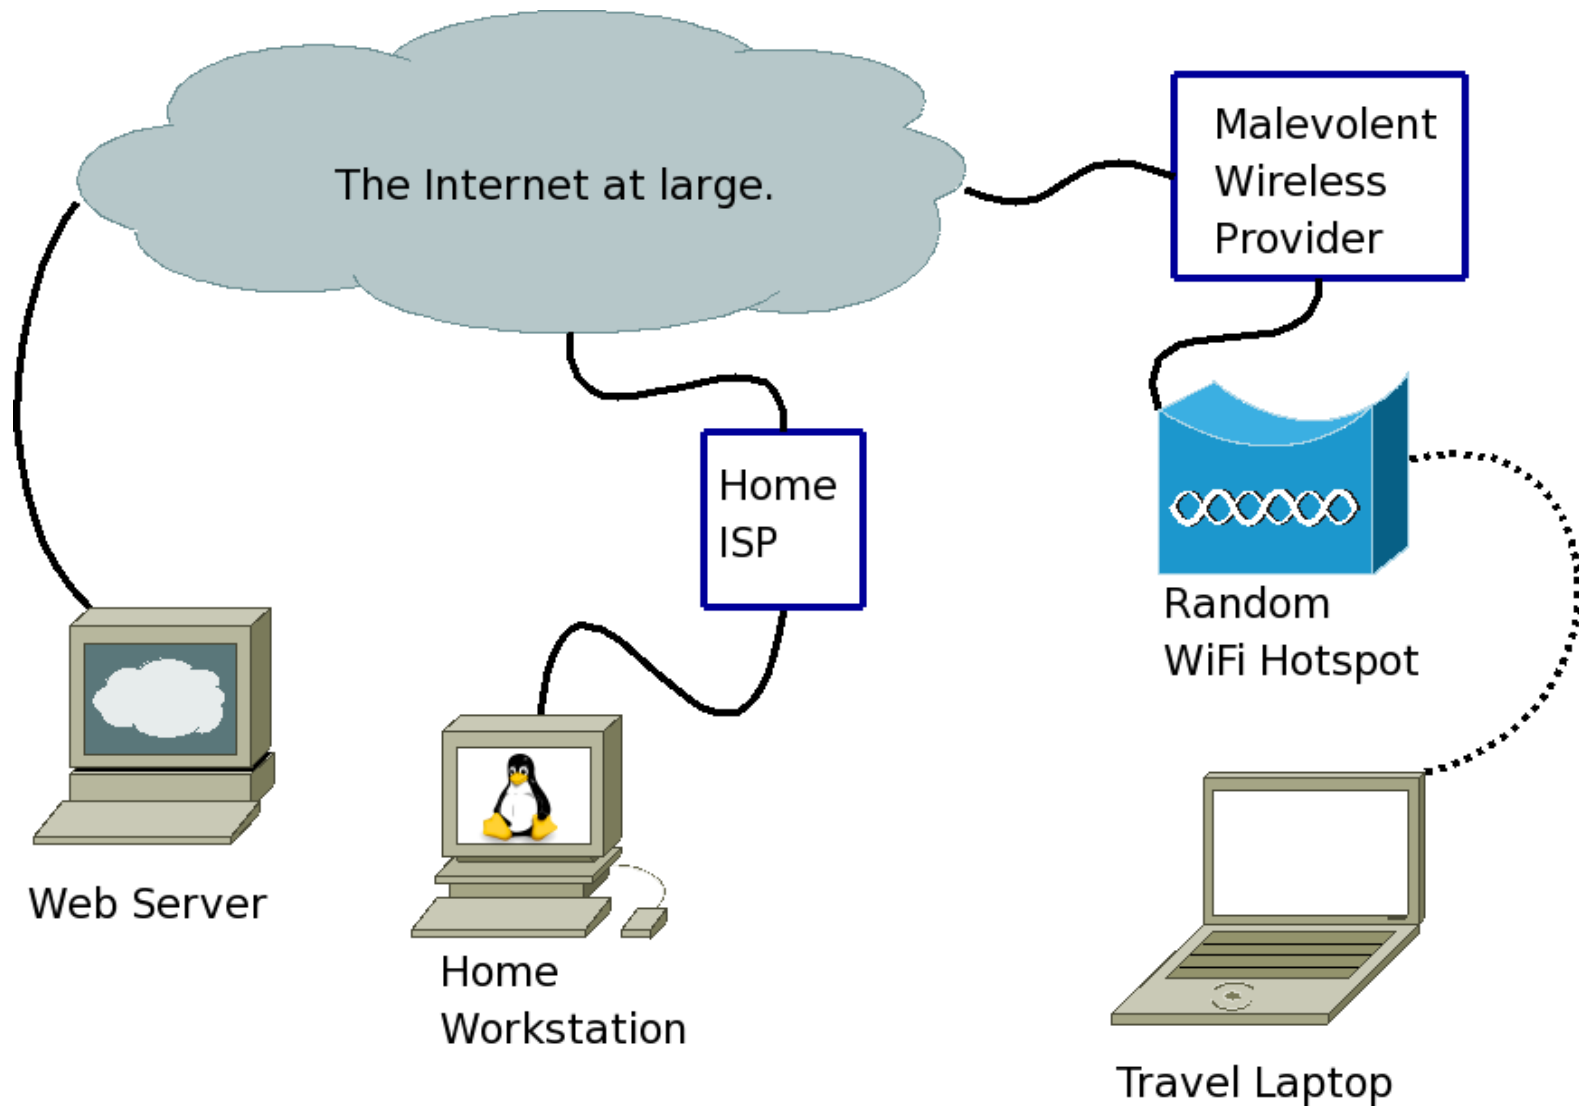 The Internet at large.
Malevolent
Wireless
Provider
Home
ISP
Random
WiFi Hotspot
Web Server
Home
Workstation
Travel Laptop